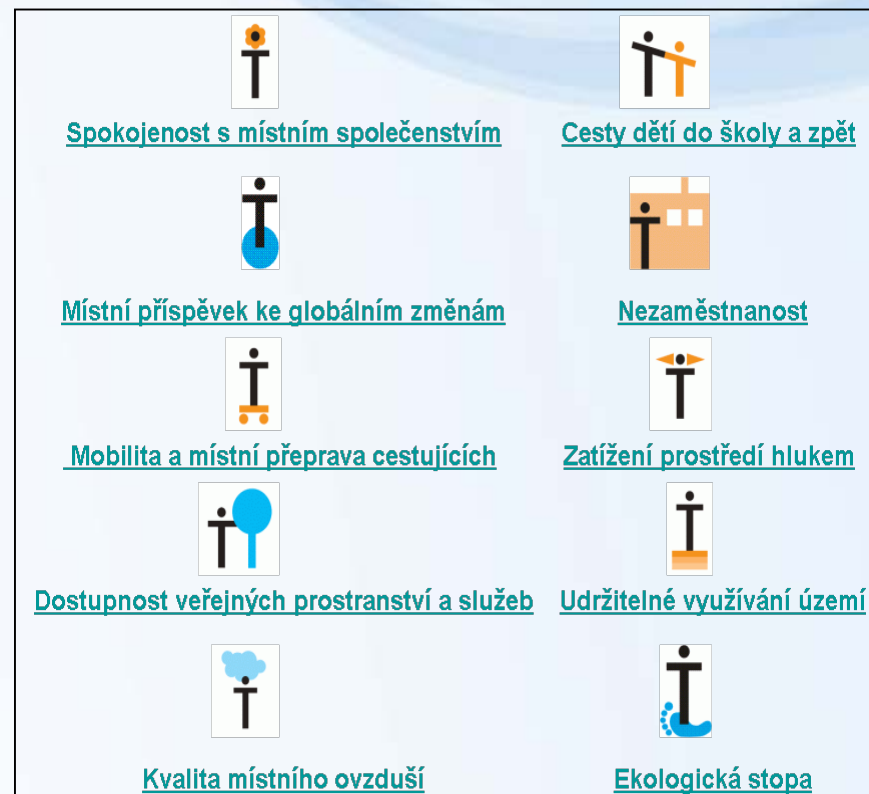 Spokojenost s místním společenstvím
Cesty dětí do školy a zpět
Místní příspěvek ke globálním změnám
Nezaměstnanost
Mobilita a místní přeprava cestujících
Zatížení prostředí hlukem
Dostupnost veřejných prostranství a služeb
Udržitelné využívání území
Kvalita místního ovzduší
Ekologická stopa